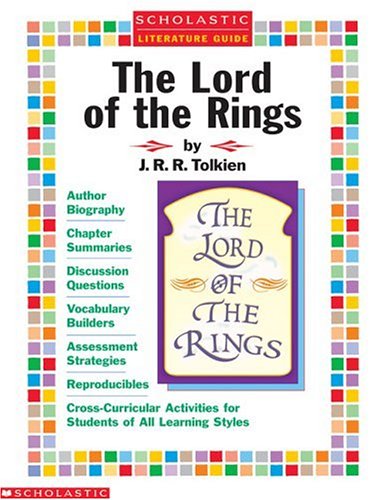 SCHOLASTIC
LITERATURE GUIDE
The Lord
of the Rings
by
J. R. R. Tolkien
Author
Biography
Chapter
Summaries
Discussion
Questions
Vocabulary
Builders
Assessment
Strategies
Reproducibles
Cross-Curricular Activities for
Students of All Learning Styles
THE
LORD
OF
THE
RINGS
SCHOLASTIC